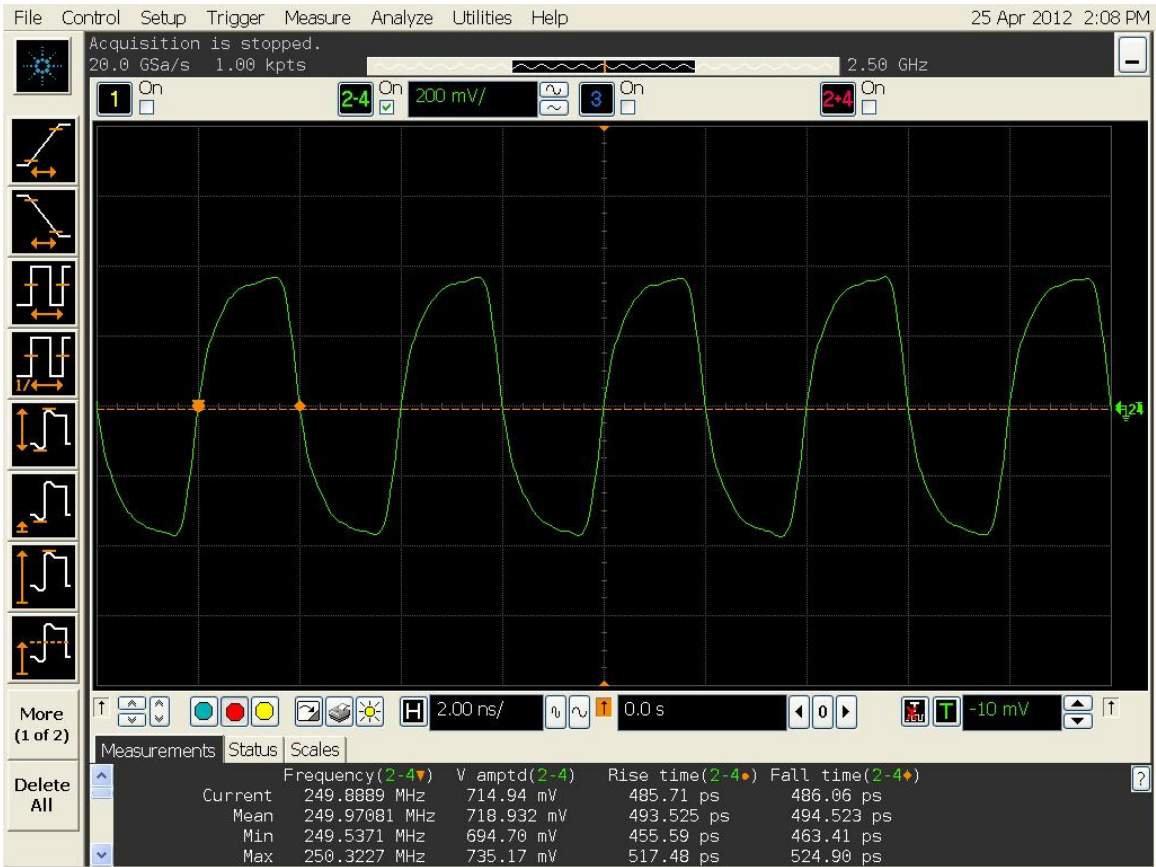 File Control Setup Trigger Measure Analyze Utilities Help 25 Apr 2012 2:08 PM
Acquisition is stopped.
20.0 GSa/s 1.00 kpts 2.50 GHz
1 On 2-4 On 200 mV/ 3 On 2+4 On
1/
More
(1 of 2)
Delete
All
H 2.00 ns/ 0.0 s 0 T -10 mV
Measurements Status Scales
Frequency(2-4) V amptd(2-4) Rise time(2-4) Fall time(2-4) ?
Current 249.8889 MHz 714.94 mV 485.71 ps 486.06 ps
Mean 249.97081 MHz 718.932 mV 493.525 ps 494.523 ps
Min 249.5371 MHz 694.70 mV 455.59 ps 463.41 ps
Max 250.3227 MHz 735.17 mV 517.48 ps 524.90 ps